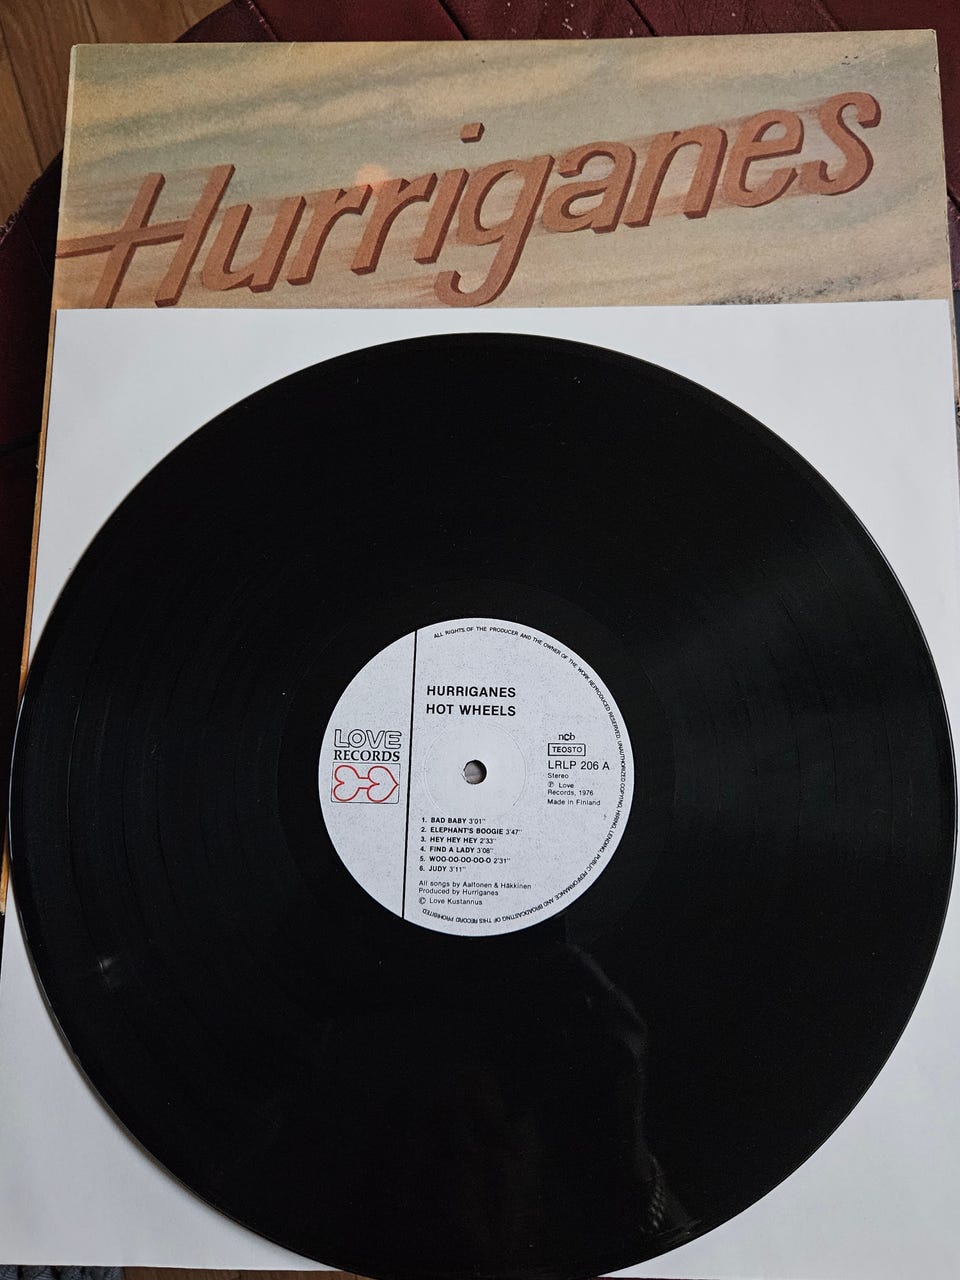 Hurriganes
ALL RIGHTS OF THE PRODUCER AND THE OWNER OF THE WORK REPRODUCED RESERVED. UNAUTHORIZED COPYING, HIRING, LENDING, PUBLIC PERFORMANCE AND BROADCASTING OF THIS RECORD PROHIBITED
HURRIGANES
HOT WHEELS
LOVE
RECORDS
ncb
TEOSTO
LRLP 206 A
Stereo
℗ Love
Records, 1976
Made in Finland
1. BAD BABY 3'01"
2. ELEPHANT'S BOOGIE 3'47"
3. HEY HEY HEY 2'33"
4. FIND A LADY 3'08"
5. WOO-OO-OO-OO-O 2'31"
6. JUDY 3'11"
All songs by Aaltonen & Häkkinen
Produced by Hurriganes
© Love Kustannus